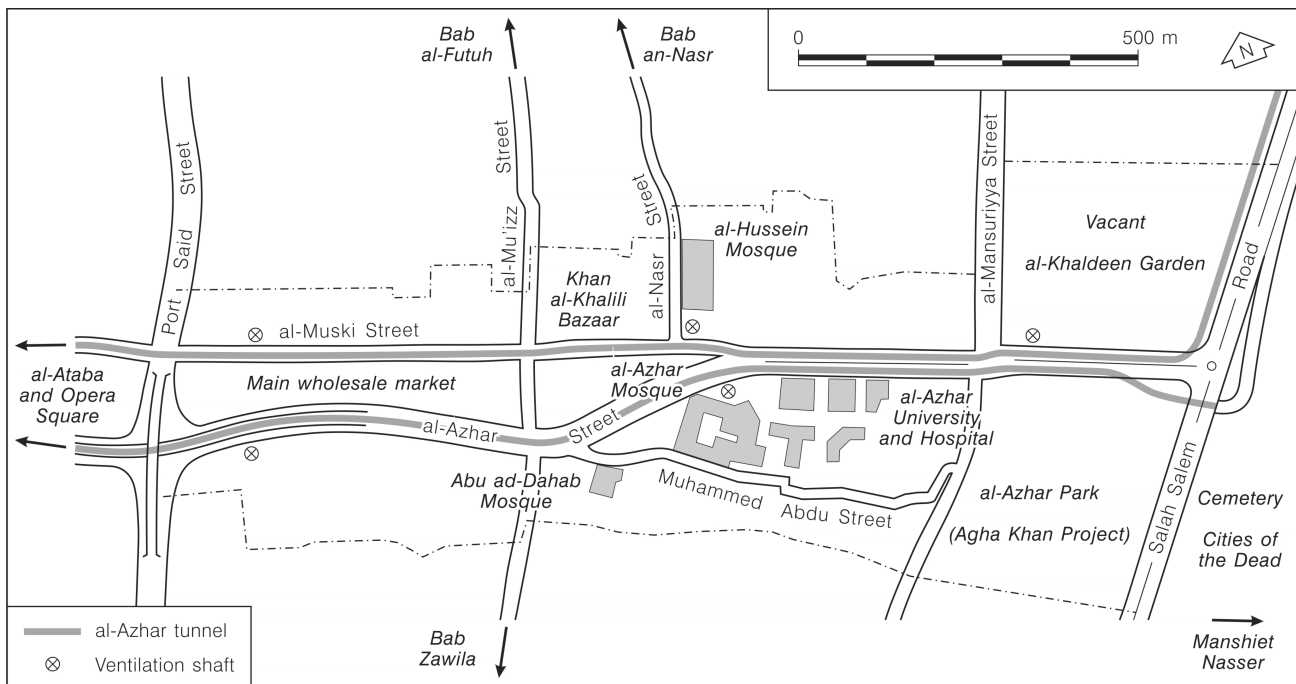 Bab
al-Futuh
Bab
an-Nasr
0
500 m
N
Port Said Street
al-Mu'izz Street
al-Nasr Street
al-Hussein
Mosque
al-Mansuriyya Street
Vacant
al-Khaldeen Garden
Khan
al-Khalili
Bazaar
al-Muski Street
al-Ataba
and Opera
Square
Main wholesale market
al-Azhar
Mosque
al-Azhar
University
and Hospital
al-Azhar Street
Abu ad-Dahab
Mosque
Muhammed Abdu Street
al-Azhar Park
(Agha Khan Project)
Salah Salem Road
Cemetery
Cities of
the Dead
Manshiet
Nasser
Bab
Zawila
al-Azhar tunnel
Ventilation shaft